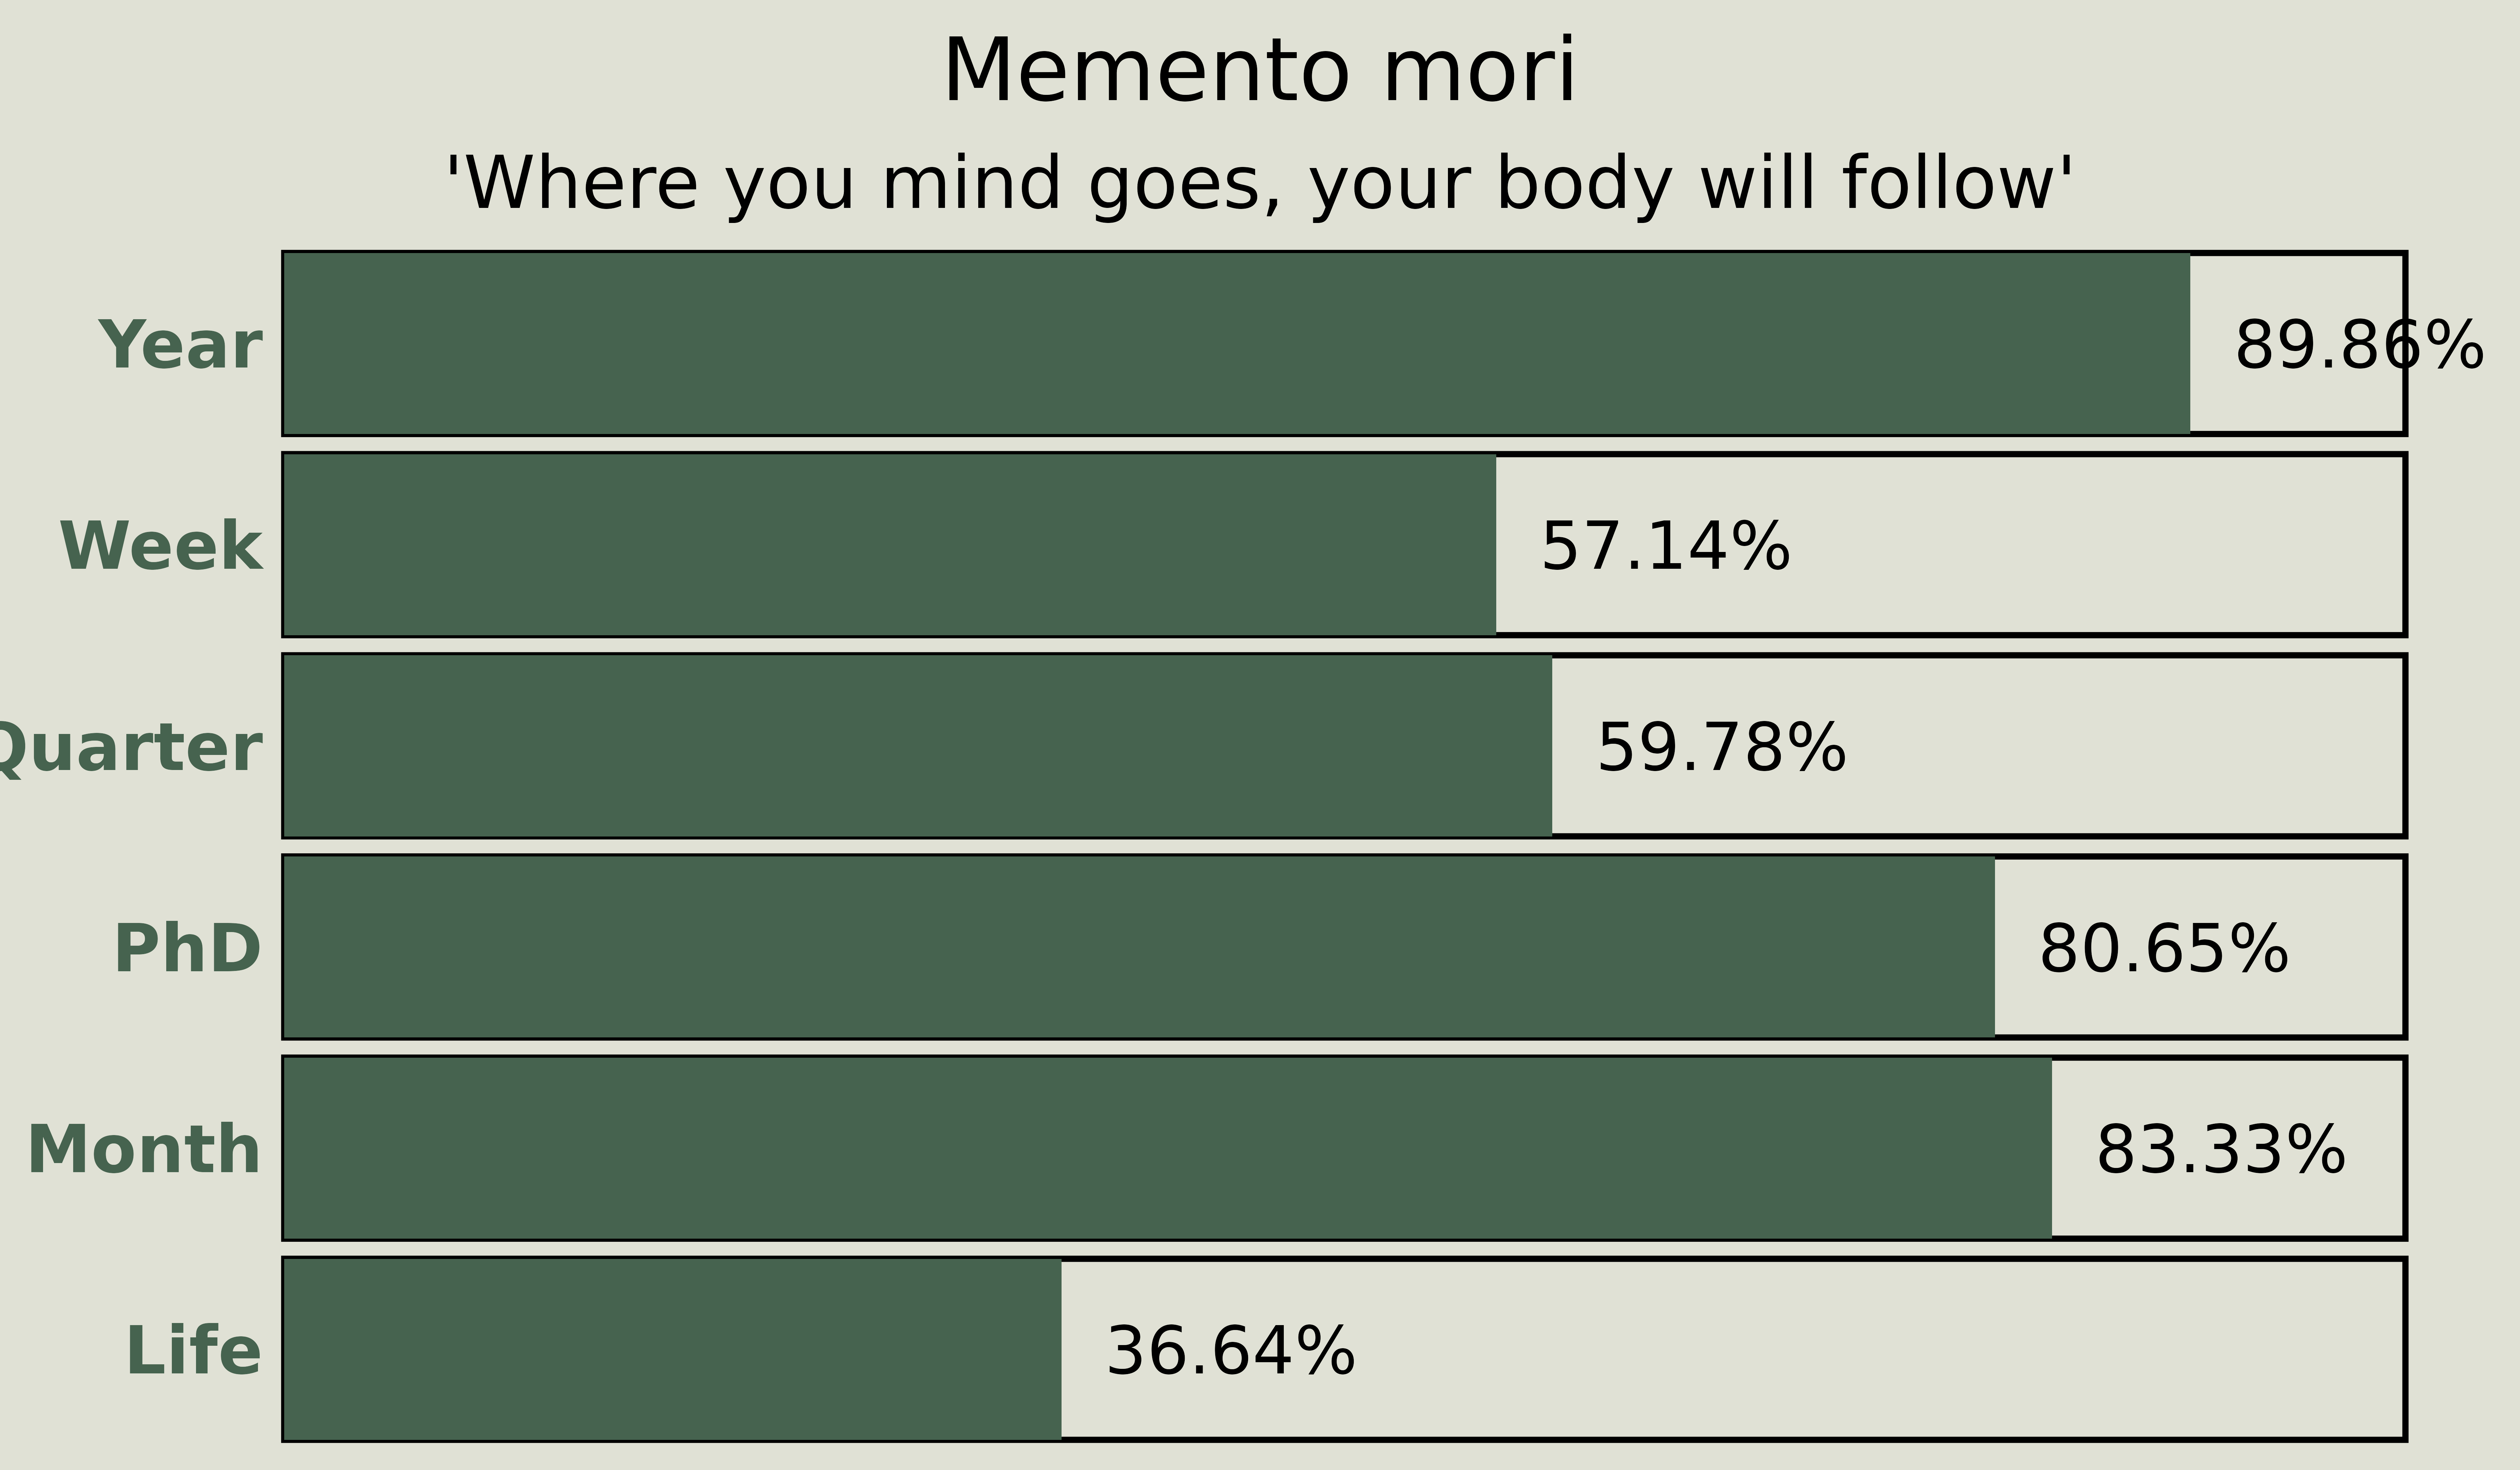 Memento mori
'Where you mind goes, your body will follow'
Year 89.86%
Week 57.14%
Quarter 59.78%
PhD 80.65%
Month 83.33%
Life 36.64%